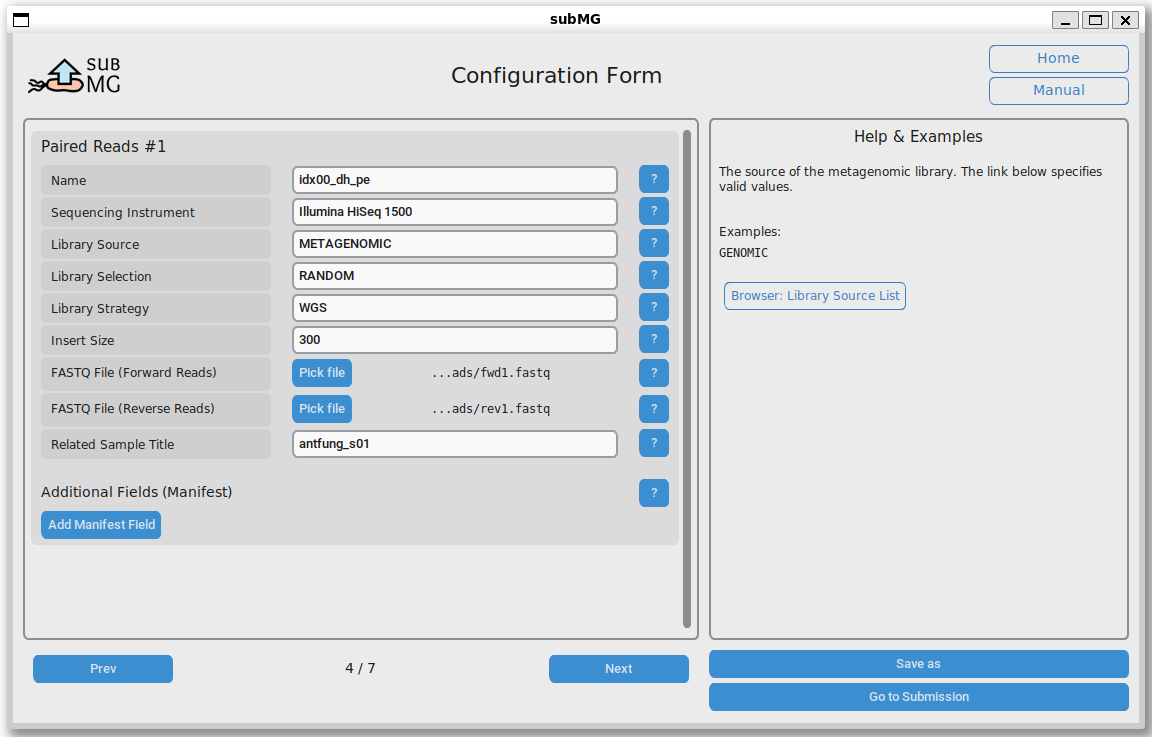 subMG
SUB
MG
Configuration Form
Home
Manual
Paired Reads #1
Name
idx00_dh_pe
?
Sequencing Instrument
Illumina HiSeq 1500
?
Library Source
METAGENOMIC
?
Library Selection
RANDOM
?
Library Strategy
WGS
?
Insert Size
300
?
FASTQ File (Forward Reads)
Pick file
...ads/fwd1.fastq
?
FASTQ File (Reverse Reads)
Pick file
...ads/rev1.fastq
?
Related Sample Title
antfung_s01
?
Additional Fields (Manifest)
?
Add Manifest Field
Help & Examples
The source of the metagenomic library. The link below specifies
valid values.
Examples:
GENOMIC
Browser: Library Source List
Prev
4 / 7
Next
Save as
Go to Submission